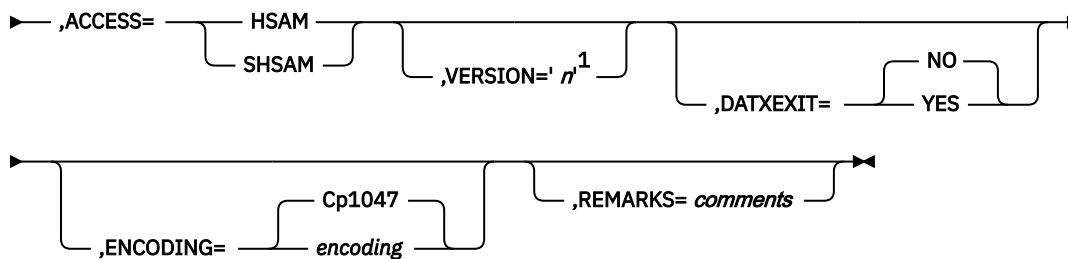 ,ACCESS= HSAM
SHSAM
,VERSION=' n'1
,DATXEXIT= NO
YES
,ENCODING= Cp1047
encoding
,REMARKS= comments